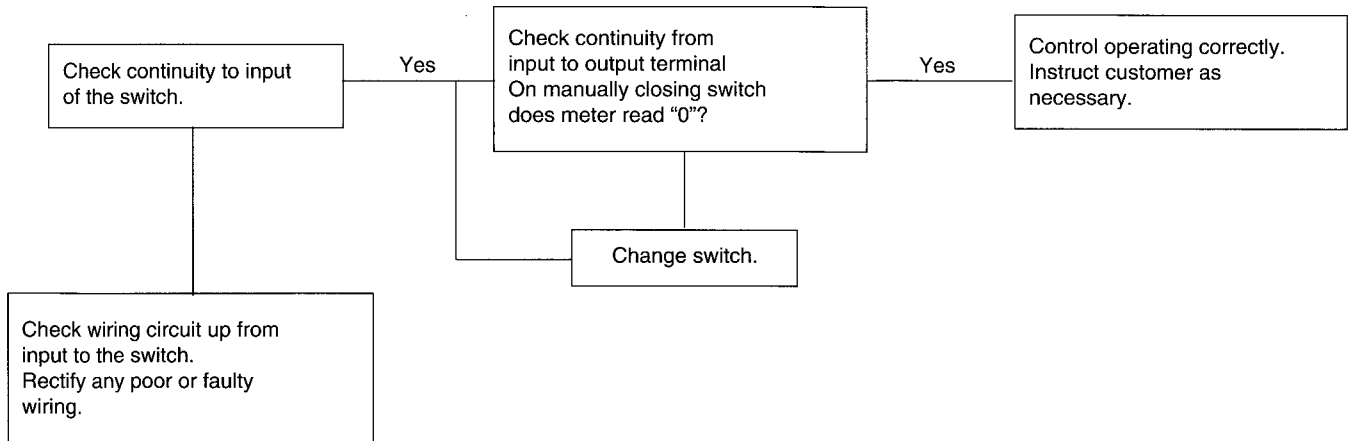 Check continuity to input
of the switch.
Yes
Check continuity from
input to output terminal
On manually closing switch
does meter read “0”?
Yes
Control operating correctly.
Instruct customer as
necessary.
Change switch.
Check wiring circuit up from
input to the switch.
Rectify any poor or faulty
wiring.